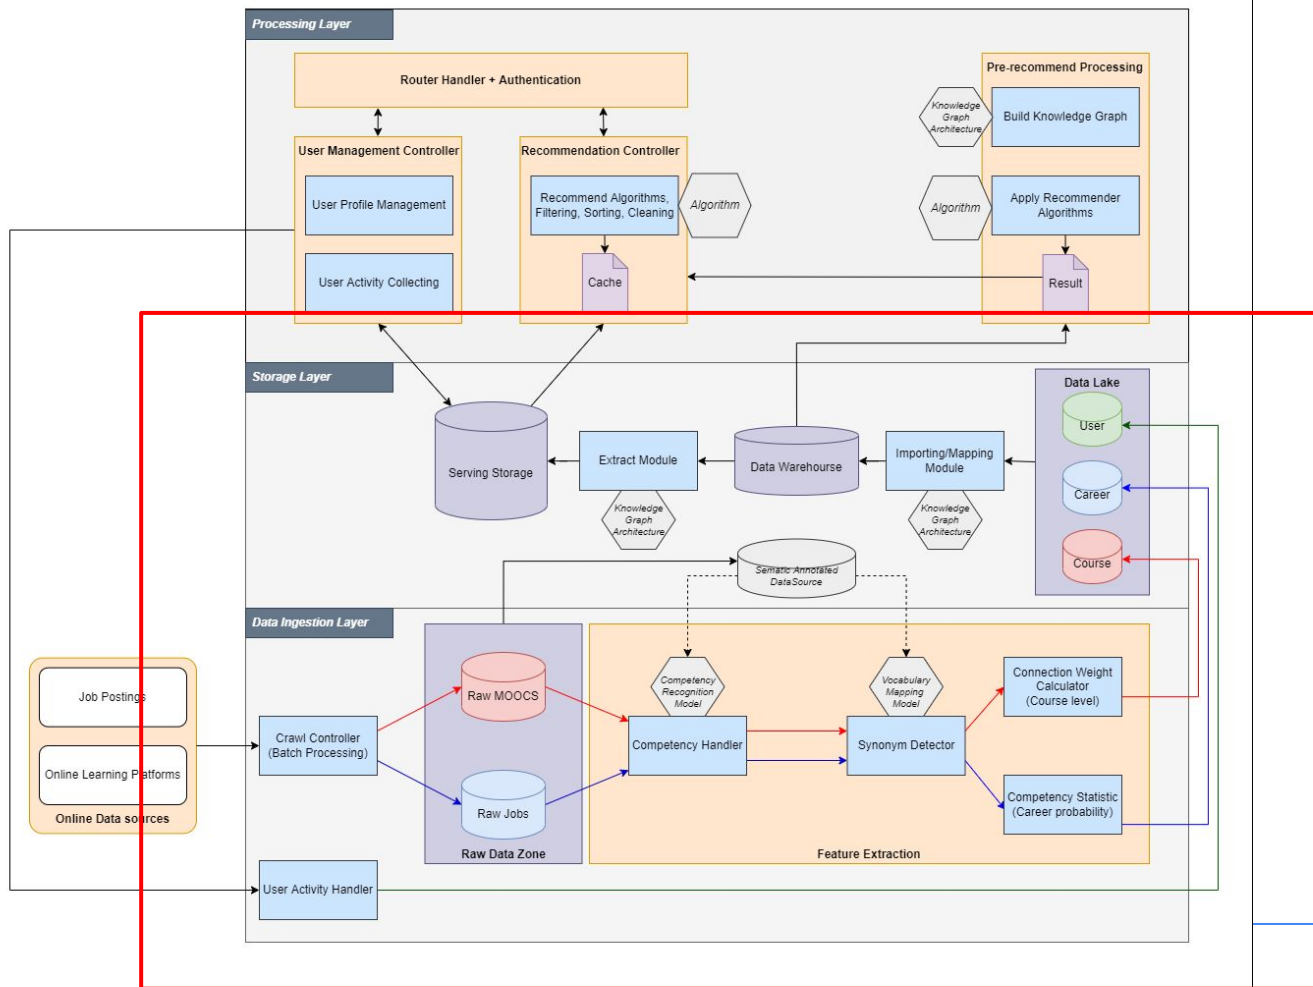 Processing Layer
Router Handler + Authentication
Pre-recommend Processing
Knowledge
Graph
Architecture
Build Knowledge Graph
User Management Controller
Recommendation Controller
User Profile Management
Recommend Algorithms,
Filtering, Sorting, Cleaning
Algorithm
Algorithm
Apply Recommender
Algorithms
User Activity Collecting
Cache
Result
Storage Layer
Data Lake
User
Serving Storage
Extract Module
Data Warehourse
Importing/Mapping
Module
Career
Knowledge
Graph
Architecture
Knowledge
Graph
Architecture
Sematic Annotated
DataSource
Course
Data Ingestion Layer
Job Postings
Online Learning Platforms
Online Data sources
Crawl Controller
(Batch Processing)
Raw MOOCS
Raw Jobs
Raw Data Zone
Competency
Recognition
Model
Competency Handler
Vocabulary
Mapping
Model
Synonym Detector
Connection Weight
Calculator
(Course level)
Competency Statistic
(Career probability)
Feature Extraction
User Activity Handler